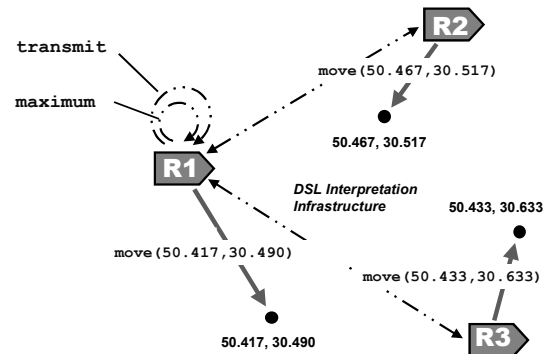 R2
transmit
move(50.467,30.517)
maximum
50.467, 30.517
R1
DSL Interpretation
Infrastructure
50.433, 30.633
move(50.417,30.490)
move(50.433,30.633)
50.417, 30.490
R3